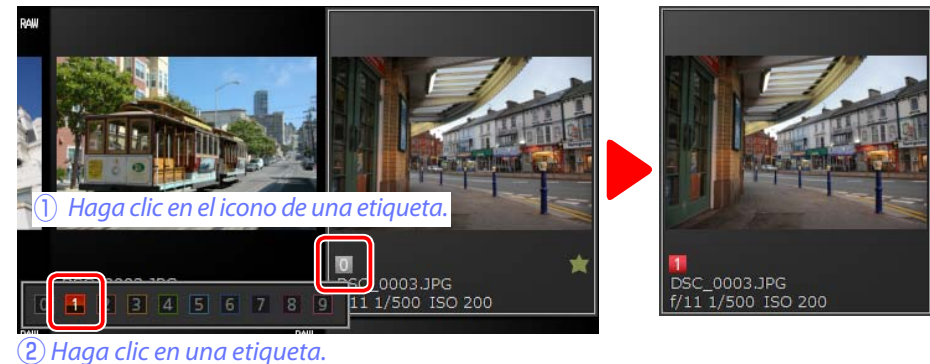 RAW
① Haga clic en el icono de una etiqueta.
0
DSC_0003.JPG
f/11 1/500 ISO 200
0 1 2 3 4 5 6 7 8 9
② Haga clic en una etiqueta.
1
DSC_0003.JPG
f/11 1/500 ISO 200